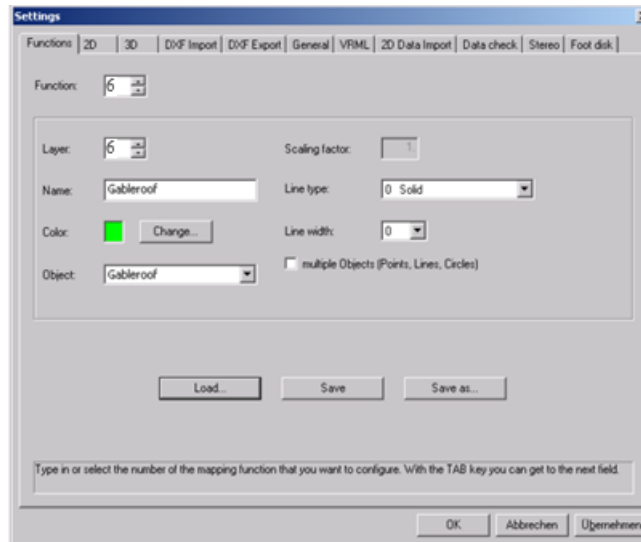 Settings
Functions 2D 3D DXF Import DXF Export General VRML 2D Data Import Data check Stereo Foot disk
Function: 6
Layer: 6 Scaling factor: 1.
Name: Gableroof Line type: 0 Solid
Color: Change... Line width: 0
Object: Gableroof multiple Objects (Points, Lines, Circles)
Load... Save Save as...
Type in or select the number of the mapping function that you want to configure. With the TAB key you can get to the next field.
OK Abbrechen Übernehmen